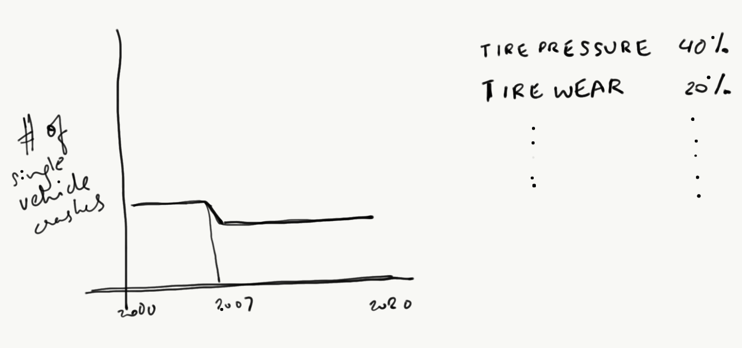 TIRE PRESSURE 40%
TIRE WEAR 20%
# of
single
vehicle
crashes
2000 2007 2020